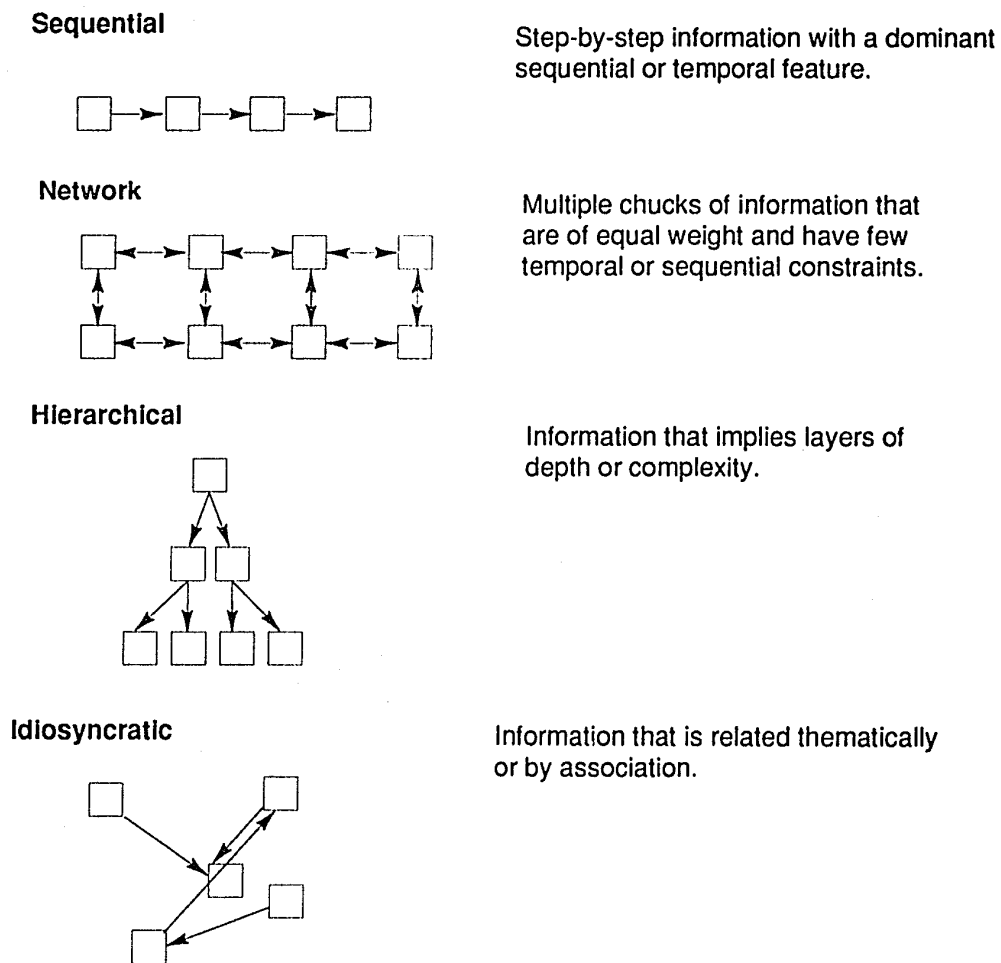 Sequential
Step-by-step information with a dominant
sequential or temporal feature.
Network
Multiple chucks of information that
are of equal weight and have few
temporal or sequential constraints.
Hierarchical
Information that implies layers of
depth or complexity.
Idiosyncratic
Information that is related thematically
or by association.